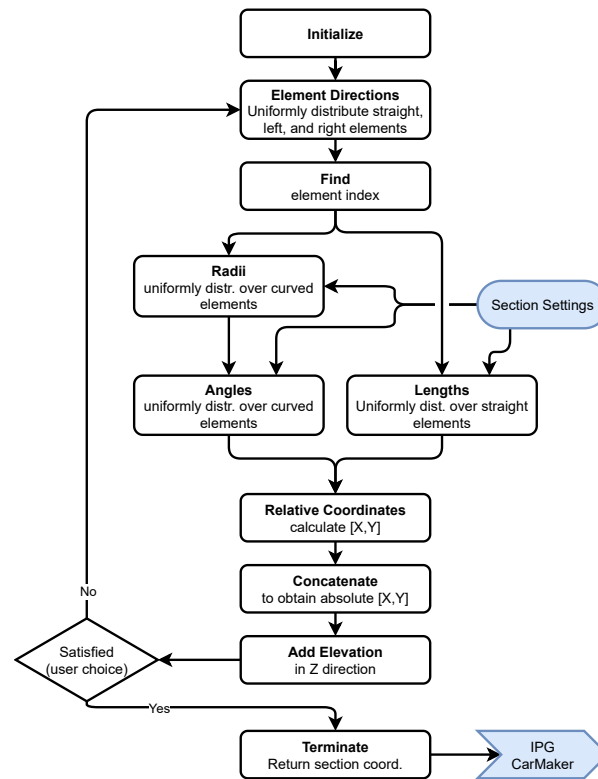 Initialize
Element Directions
Uniformly distribute straight,
left, and right elements
Find
element index
Radii
uniformly distr. over curved
elements
Section Settings
Angles
uniformly distr. over curved
elements
Lengths
Uniformly dist. over straight
elements
Relative Coordinates
calculate [X,Y]
Concatenate
to obtain absolute [X,Y]
No
Satisfied
(user choice)
Add Elevation
in Z direction
Yes
Terminate
Return section coord.
IPG
CarMaker